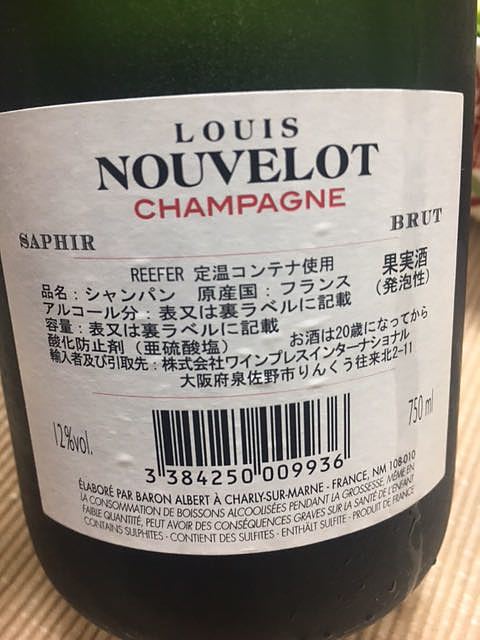 LOUIS
NOUVELOT
CHAMPAGNE
SAPHIR
BRUT
REEFER 定温コンテナ使用
果実酒
(発泡性)
品名：シャンパン 原産国：フランス
アルコール分：表又は裏ラベルに記載
容量：表又は裏ラベルに記載
酸化防止剤（亜硫酸塩） お酒は20歳になってから
輸入者及び引取先：株式会社ワインプレスインターナショナル
大阪府泉佐野市りんくう往来北2-11
12%vol.
750 ml
3 384250 009936
ÉLABORÉ PAR BARON ALBERT À CHARLY-SUR-MARNE - FRANCE, NM 108-010
LA CONSOMMATION DE BOISSONS ALCOOLISÉES PENDANT LA GROSSESSE, MÊME EN
FAIBLE QUANTITÉ, PEUT AVOIR DES CONSÉQUENCES GRAVES SUR LA SANTÉ DE L'ENFANT
CONTAINS SULPHITES - CONTIENT DES SULFITES - ENTHÄLT SULFITE - PRODUIT DE FRANCE